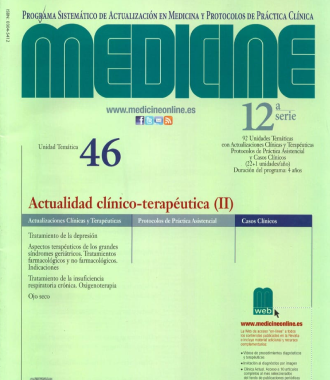 PROGRAMA SISTEMÁTICO DE ACTUALIZACIÓN EN MEDICINA Y PROTOCOLOS DE PRÁCTICA CLÍNICA
MEDICINE
www.medicineonline.es
12ª serie
Unidad Temática 46
92 Unidades Temáticas
con Actualizaciones Clínicas y Terapéuticas
Protocolos de Práctica Asistencial
y Casos Clínicos
(22+1 unidades/año)
Duración del programa: 4 años
Actualidad clínico-terapéutica (II)
Actualizaciones Clínicas y Terapéuticas
Protocolos de Práctica Asistencial
Casos Clínicos
Tratamiento de la depresión
Aspectos terapéuticos de los grandes
síndromes geriátricos. Tratamientos
farmacológicos y no farmacológicos.
Indicaciones
Tratamiento de la insuficiencia
respiratoria crónica. Oxigenoterapia
Ojo seco
web
www.medicineonline.es